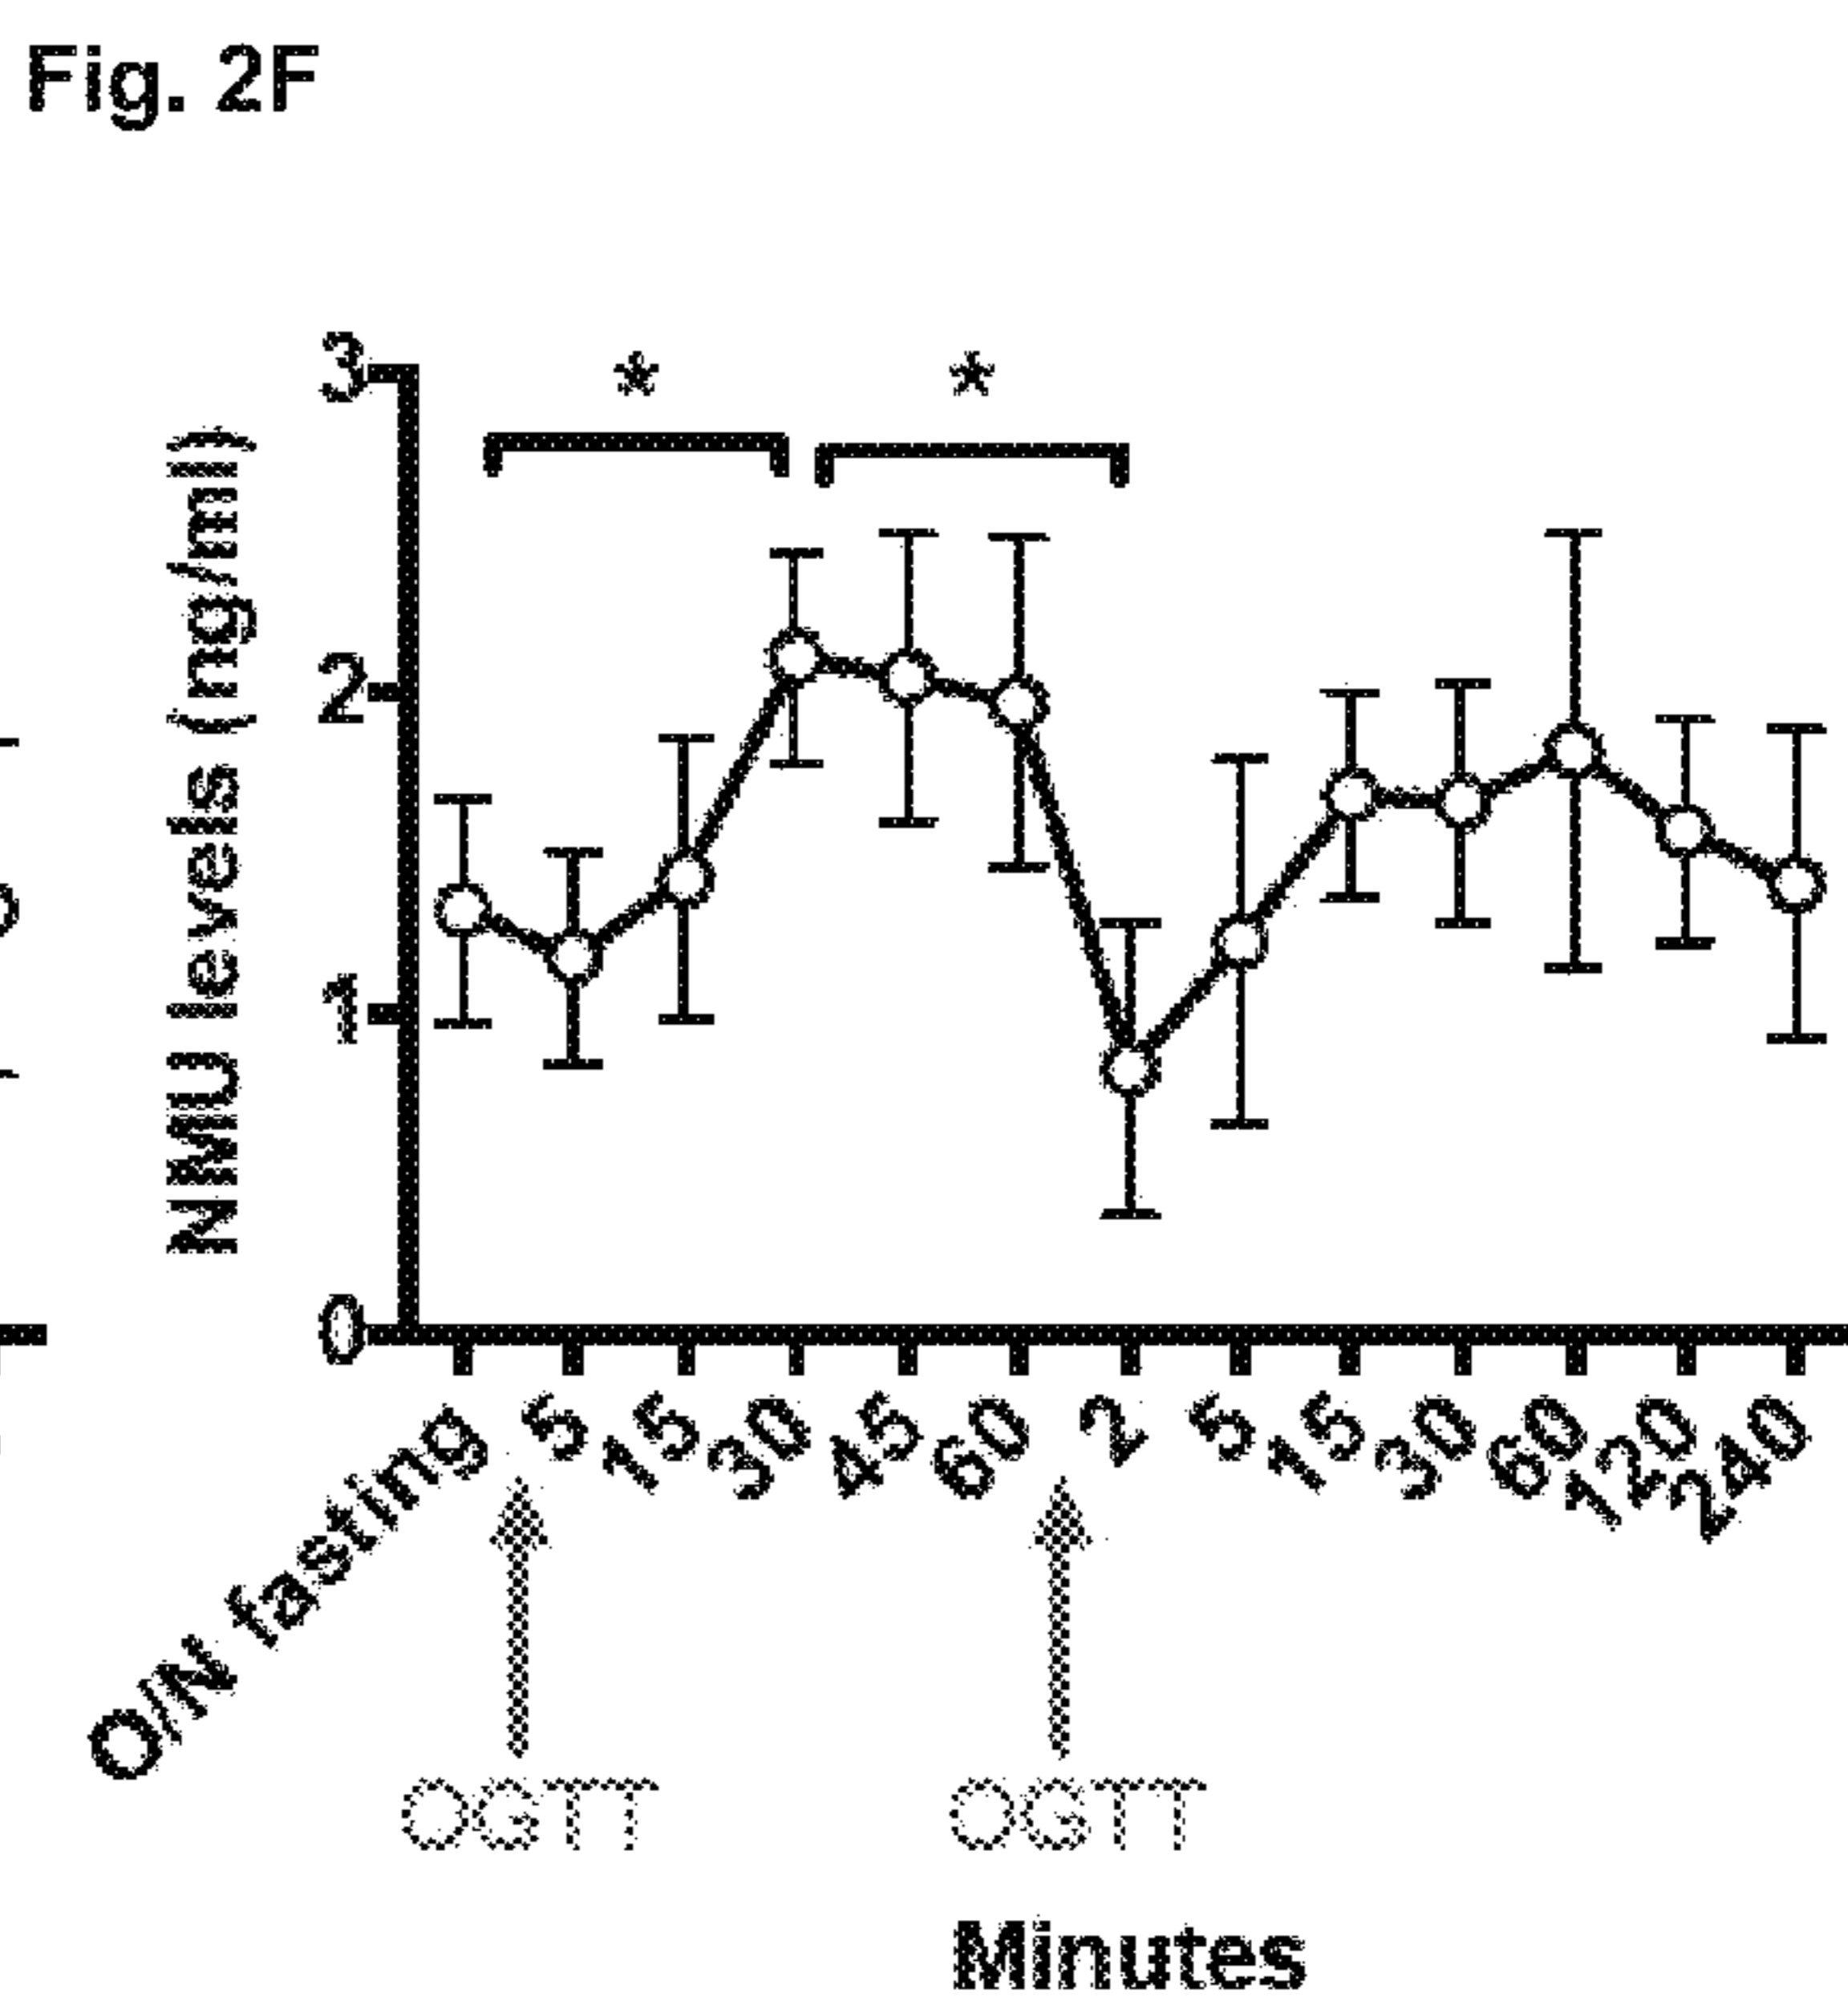 Fig. 2F
NMU levels (ng/ml)
3
2
1
0
* *
O/N fasting 5 15 30 45 60 2 5 15 30 60 120 240
OGTT OGTT
Minutes